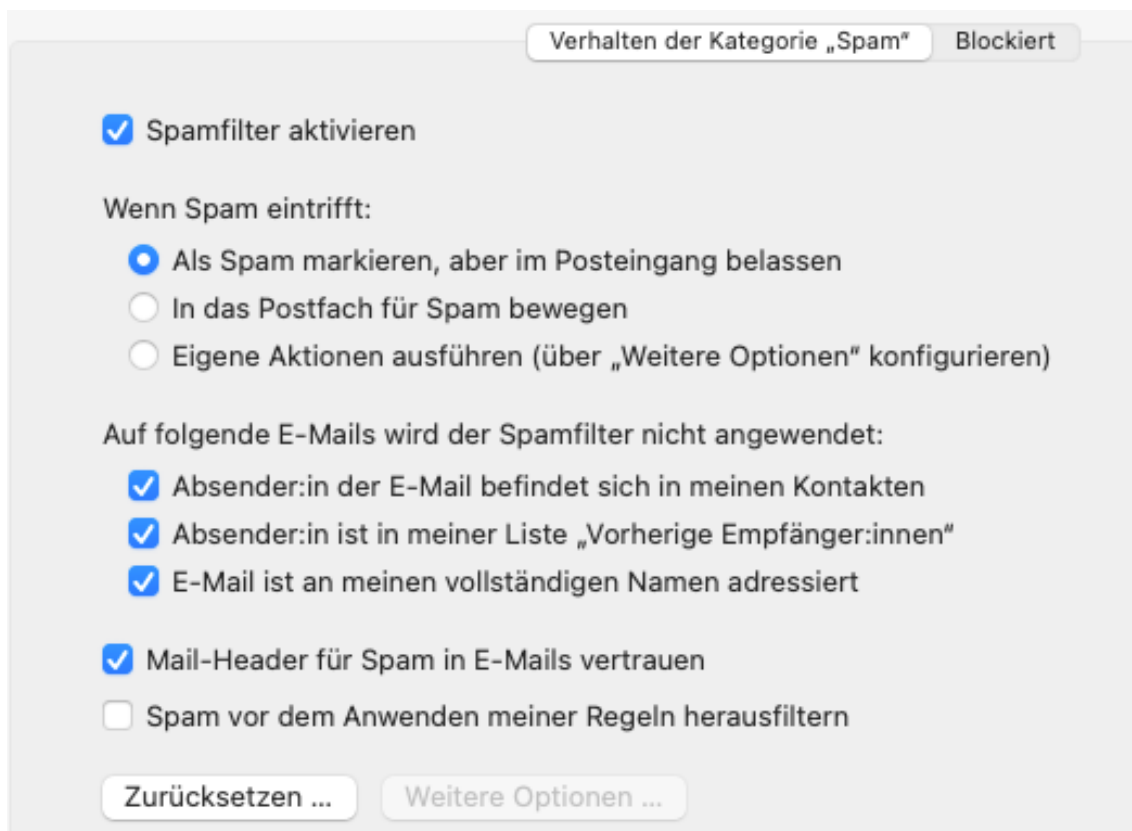 Verhalten der Kategorie „Spam“ Blockiert
Spamfilter aktivieren
Wenn Spam eintrifft:
Als Spam markieren, aber im Posteingang belassen
In das Postfach für Spam bewegen
Eigene Aktionen ausführen (über „Weitere Optionen“ konfigurieren)
Auf folgende E-Mails wird der Spamfilter nicht angewendet:
Absender:in der E-Mail befindet sich in meinen Kontakten
Absender:in ist in meiner Liste „Vorherige Empfänger:innen“
E-Mail ist an meinen vollständigen Namen adressiert
Mail-Header für Spam in E-Mails vertrauen
Spam vor dem Anwenden meiner Regeln herausfiltern
Zurücksetzen ... Weitere Optionen ...